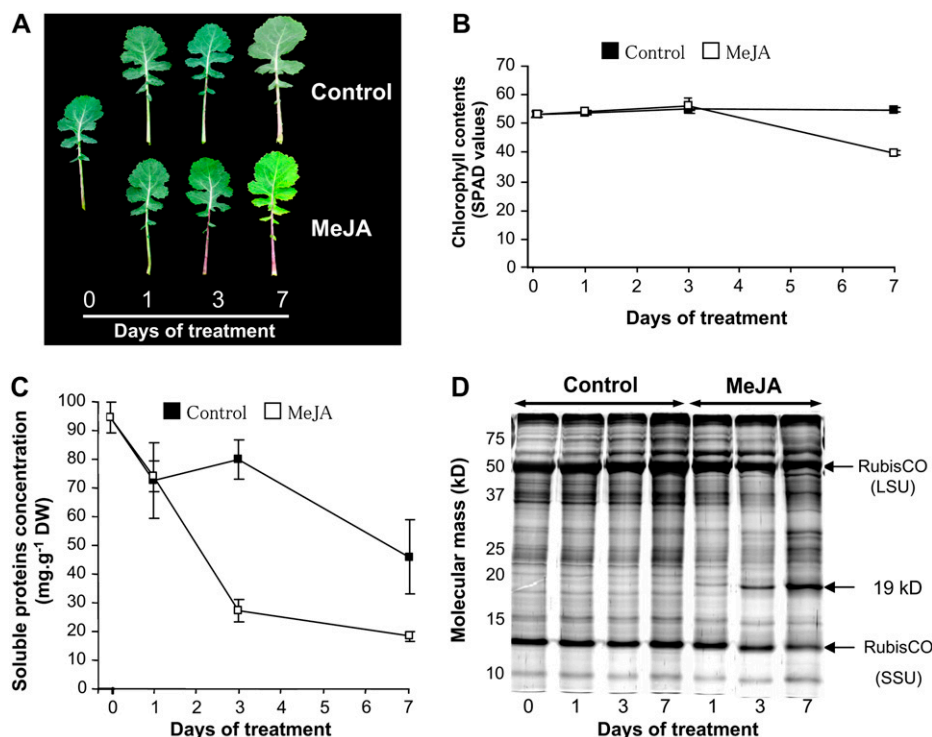 A
Control
MeJA
0 1 3 7
Days of treatment
B
Control MeJA
Chlorophyll contents
(SPAD values)
70
60
50
40
30
20
10
0
0 1 2 3 4 5 6 7
Days of treatment
C
Control MeJA
Soluble proteins concentration
(mg.g-1 DW)
100
90
80
70
60
50
40
30
20
10
0
0 1 3 7
Days of treatment
D
Control MeJA
Molecular mass (kD)
75
50
37
25
20
15
10
RubisCO
(LSU)
19 kD
RubisCO
(SSU)
0 1 3 7 1 3 7
Days of treatment